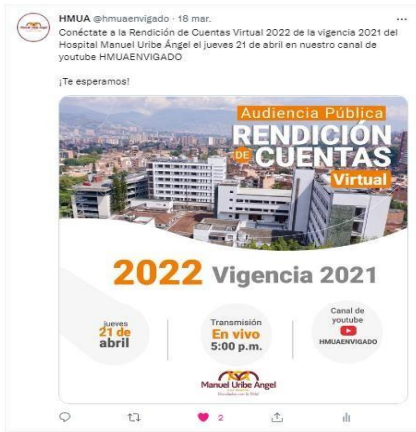 HMUA @hmuaenvigado · 18 mar.
Conéctate a la Rendición de Cuentas Virtual 2022 de la vigencia 2021 del
Hospital Manuel Uribe Ángel el jueves 21 de abril en nuestro canal de
youtube HMUAENVIGADO
¡Te esperamos!
Audiencia Pública
RENDICIÓN
DE CUENTAS
Virtual
2022 Vigencia 2021
jueves
21 de
abril
Transmisión
En vivo
5:00 p.m.
Canal de
youtube
HMUAENVIGADO
Manuel Uribe Ángel
2